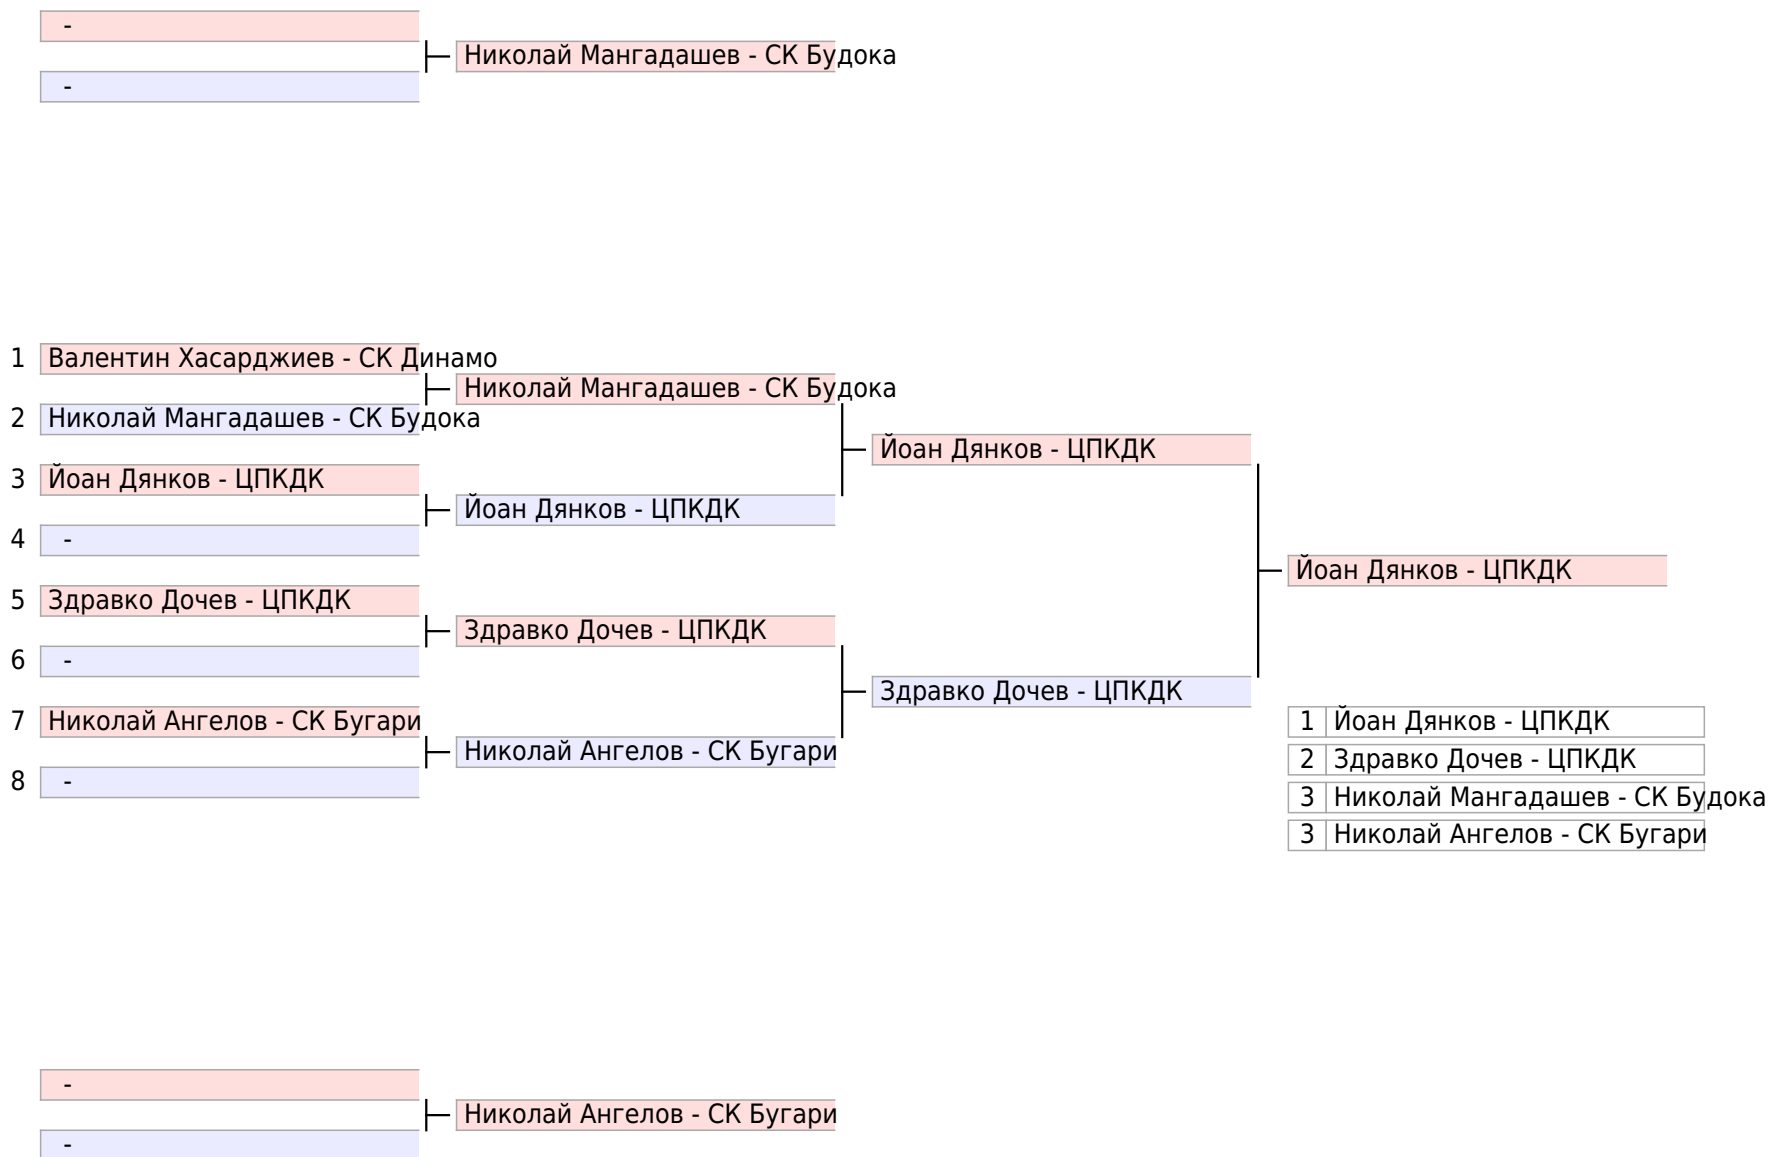 -
Николай Мангадашев - СК Будока
-
1 Валентин Хасарджиев - СК Динамо
Николай Мангадашев - СК Будока
2 Николай Мангадашев - СК Будока
Йоан Дянков - ЦПКДК
3 Йоан Дянков - ЦПКДК
Йоан Дянков - ЦПКДК
4 -
Йоан Дянков - ЦПКДК
5 Здравко Дочев - ЦПКДК
Здравко Дочев - ЦПКДК
6 -
Здравко Дочев - ЦПКДК
7 Николай Ангелов - СК Бугари
Николай Ангелов - СК Бугари
8 -
1 Йоан Дянков - ЦПКДК
2 Здравко Дочев - ЦПКДК
3 Николай Мангадашев - СК Будока
3 Николай Ангелов - СК Бугари
-
Николай Ангелов - СК Бугари
-